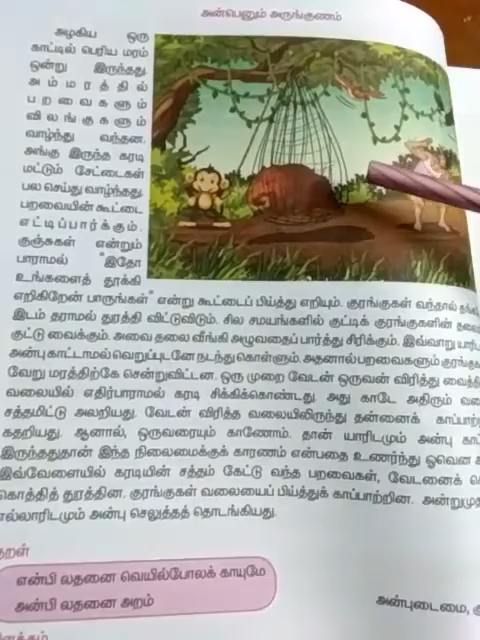 அன்பெனும் அருங்குணம்
அழகிய ஒரு
காட்டில் பெரிய மரம்
ஒன்று இருந்தது.
அம்மரத்தில்
பறவைகளும்
விலங்குகளும்
வாழ்ந்து வந்தன.
அங்கு இருந்த கரடி
மட்டும் சேட்டைகள்
பல செய்து வாழ்ந்தது.
பறவையின் கூட்டை
எட்டிப்பார்க்கும்.
குஞ்சுகள் என்றும்
பாராமல் "இதோ
உங்களைத் தூக்கி
எறிகிறேன் பாருங்கள்" என்று கூட்டைப் பிய்த்து எறியும். குரங்குகள் வந்தால்
இடம் தராமல் துரத்தி விட்டுவிடும். சில சமயங்களில் குட்டிக் குரங்குகளின்
குட்டு வைக்கும். அவை தலை வீங்கி அழுவதைப் பார்த்து சிரிக்கும். இவ்வாறு
அன்பு காட்டாமல் வெறுப்புடனே நடந்து கொள்ளும். அதனால் பறவைகளும்
வேறு மரத்திற்கே சென்றுவிட்டன. ஒரு முறை வேடன் ஒருவன் விரித்து
வலையில் எதிர்பாராமல் கரடி சிக்கிக்கொண்டது. அது காடே அதிரும்
சத்தமிட்டு அலறியது. வேடன் விரித்த வலையிலிருந்து தன்னைக்
கதறியது. ஆனால், ஒருவரையும் காணோம். தான் யாரிடமும் அன்பு
இருந்ததுதான் இந்த நிலைமைக்குக் காரணம் என்பதை உணர்ந்து ஓவென
இவ்வேளையில் கரடியின் சத்தம் கேட்டு வந்த பறவைகள், வேடனைக்
கொத்தித் துரத்தின. குரங்குகள் வலையைப் பிய்த்துக் காப்பாற்றின.
எல்லாரிடமும் அன்பு செலுத்தத் தொடங்கியது.
என்பி லதனை வெயில்போலக் காயுமே
அன்பி லதனை அறம்
அன்புடைமை,